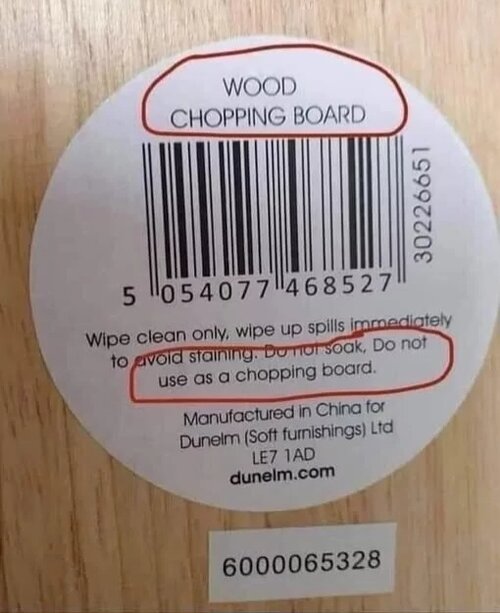 WOOD
CHOPPING BOARD
30226651
5 054077 468527
Wipe clean only, wipe up spills immediately
to avoid staining. Do not soak, Do not
use as a chopping board.
Manufactured in China for
Dunelm (Soft furnishings) Ltd
LE7 1AD
dunelm.com
6000065328